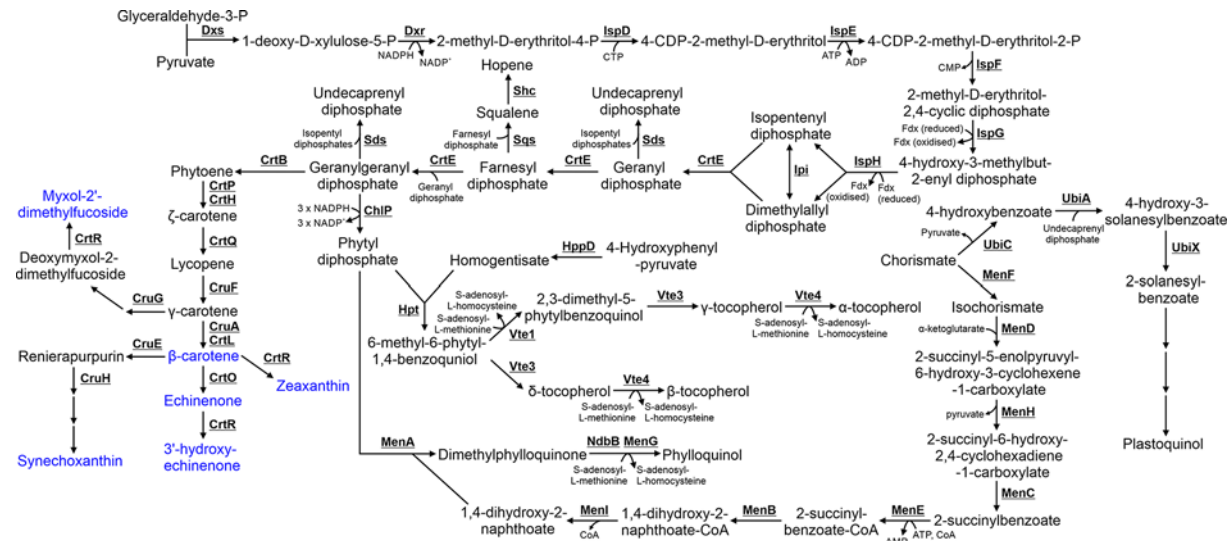 Glyceraldehyde-3-P
Dxs
Pyruvate
1-deoxy-D-xylulose-5-P
Dxr
NADPH
NADP+
2-methyl-D-erythritol-4-P
IspD
CTP
4-CDP-2-methyl-D-erythritol
IspE
ATP
ADP
4-CDP-2-methyl-D-erythritol-2-P
CMP
IspF
2-methyl-D-erythritol-
2,4-cyclic diphosphate
Fdx (reduced)
Fdx (oxidised)
IspG
4-hydroxy-3-methylbut-
2-enyl diphosphate
IspH
Fdx
(oxidised)
Fdx
(reduced)
Isopentenyl
diphosphate
Ipi
Dimethylallyl
diphosphate
CrtE
Geranyl
diphosphate
Isopentyl
diphosphates
Sds
Undecaprenyl
diphosphate
CrtE
Farnesyl
diphosphate
Farnesyl
diphosphate
Sqs
Squalene
Shc
Hopene
CrtE
Geranyl
diphosphate
Geranylgeranyl
diphosphate
Isopentyl
diphosphates
Sds
Undecaprenyl
diphosphate
CrtB
Phytoene
CrtP
CrtH
ζ-carotene
CrtQ
Lycopene
CruF
γ-carotene
CruG
Deoxymyxol-2-
dimethylfucoside
CrtR
Myxol-2'-
dimethylfucoside
CruA
CrtL
β-carotene
CruE
Renierapurpurin
CruH
Synechoxanthin
CrtR
Zeaxanthin
CrtO
Echinenone
CrtR
3'-hydroxy-
echinenone
3 x NADPH
3 x NADP+
ChlP
Phytyl
diphosphate
Homogentisate
HppD
4-Hydroxyphenyl
-pyruvate
Hpt
6-methyl-6-phytyl-
1,4-benzoquniol
S-adenosyl-
L-homocysteine
S-adenosyl-
L-methionine
Vte1
2,3-dimethyl-5-
phytylbenzoquinol
Vte3
γ-tocopherol
Vte4
S-adenosyl-
L-methionine
S-adenosyl-
L-homocysteine
α-tocopherol
Vte3
δ-tocopherol
Vte4
S-adenosyl-
L-methionine
S-adenosyl-
L-homocysteine
β-tocopherol
MenA
Dimethylphylloquinone
NdbB MenG
S-adenosyl-
L-methionine
S-adenosyl-
L-homocysteine
Phylloquinol
Chorismate
Pyruvate
UbiC
4-hydroxybenzoate
UbiA
Undecaprenyl
diphosphate
4-hydroxy-3-
solanesylbenzoate
UbiX
2-solanesyl-
benzoate
Plastoquinol
MenF
Isochorismate
α-ketoglutarate
MenD
2-succinyl-5-enolpyruvyl-
6-hydroxy-3-cyclohexene
-1-carboxylate
pyruvate
MenH
2-succinyl-6-hydroxy-
2,4-cyclohexadiene
-1-carboxylate
MenC
2-succinylbenzoate
MenE
ATP, CoA
AMP
2-succinyl-
benzoate-CoA
MenB
1,4-dihydroxy-2-
naphthoate-CoA
MenI
CoA
1,4-dihydroxy-2-
naphthoate